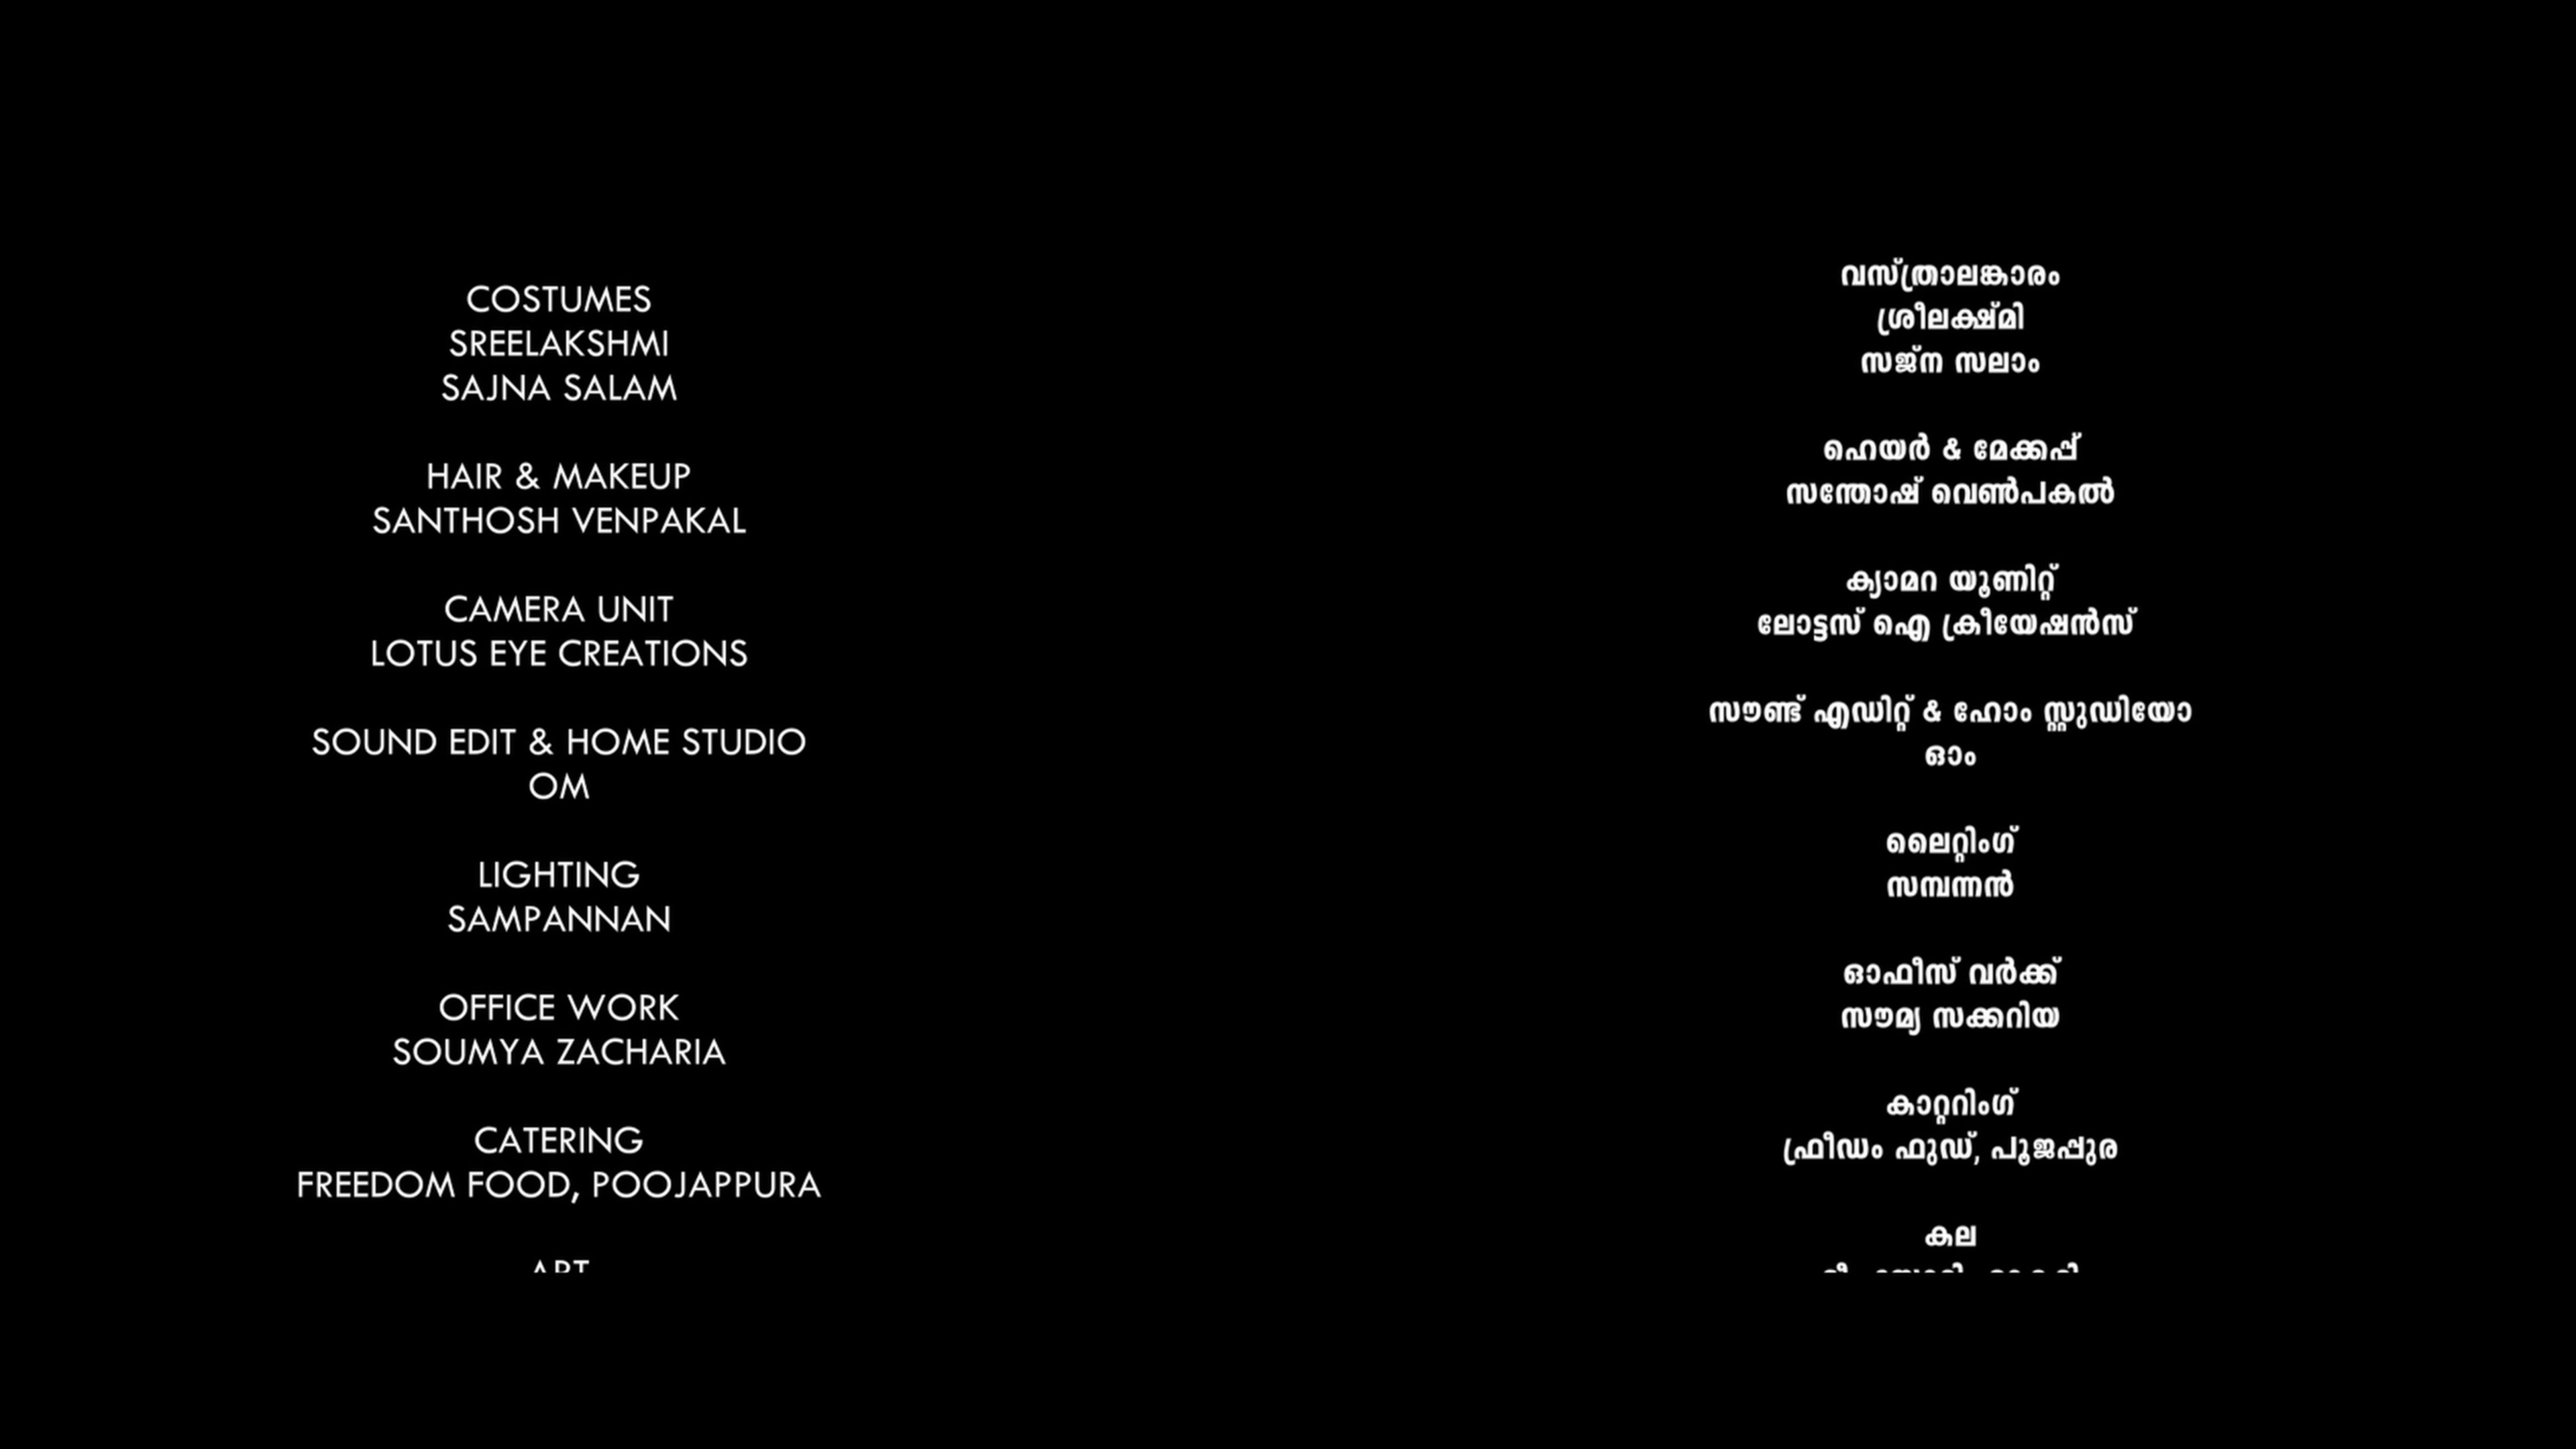 COSTUMES
SREELAKSHMI
SAJNA SALAM
HAIR & MAKEUP
SANTHOSH VENPAKAL
CAMERA UNIT
LOTUS EYE CREATIONS
SOUND EDIT & HOME STUDIO
OM
LIGHTING
SAMPANNAN
OFFICE WORK
SOUMYA ZACHARIA
CATERING
FREEDOM FOOD, POOJAPPURA
ART
വസ്ത്രാലങ്കാരം
ശ്രീലക്ഷ്മി
സജ്ന സലാം
ഹെയർ & മേക്കപ്പ്
സന്തോഷ് വെൺപകൽ
ക്യാമറ യൂണിറ്റ്
ലോട്ടസ് ഐ ക്രീയേഷൻസ്
സൗണ്ട് എഡിറ്റ് & ഹോം സ്റ്റുഡിയോ
ഓം
ലൈറ്റിംഗ്
സമ്പന്നൻ
ഓഫീസ് വർക്ക്
സൗമ്യ സക്കറിയ
കാറ്ററിംഗ്
ഫ്രീഡം ഫുഡ്, പൂജപ്പുര
കല